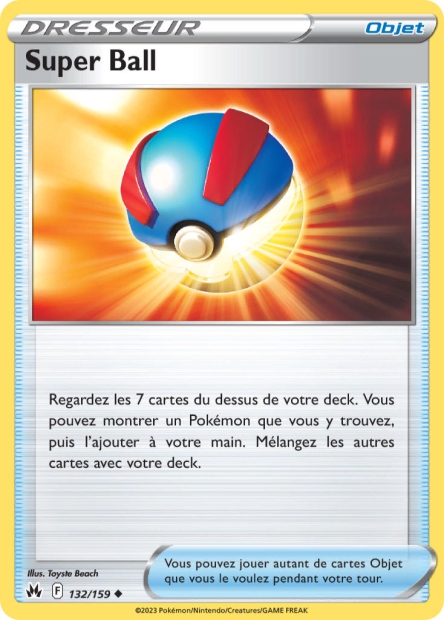 DRESSEUR
Objet
Super Ball
Regardez les 7 cartes du dessus de votre deck. Vous
pouvez montrer un Pokémon que vous y trouvez,
puis l'ajouter à votre main. Mélangez les autres
cartes avec votre deck.
Illus. Toyste Beach
Vous pouvez jouer autant de cartes Objet
que vous le voulez pendant votre tour.
F 132/159
©2023 Pokémon/Nintendo/Creatures/GAME FREAK